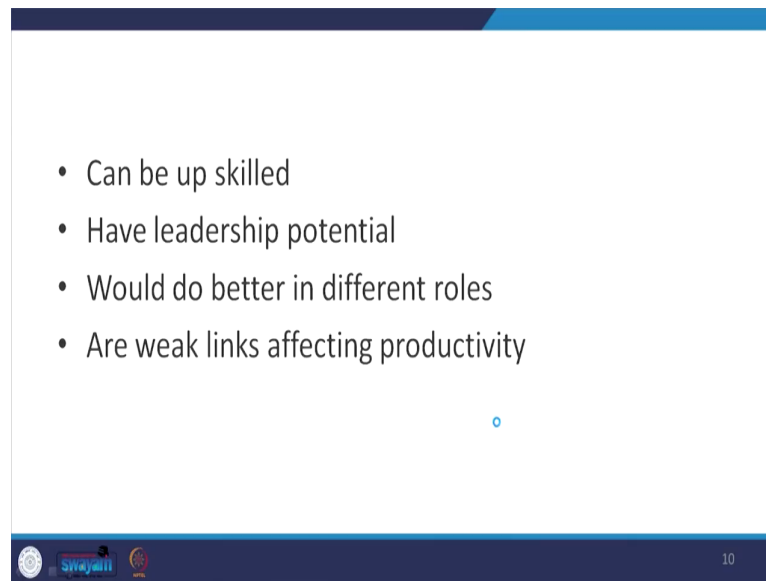 • Can be up skilled
• Have leadership potential
• Would do better in different roles
• Are weak links affecting productivity
swayam
10